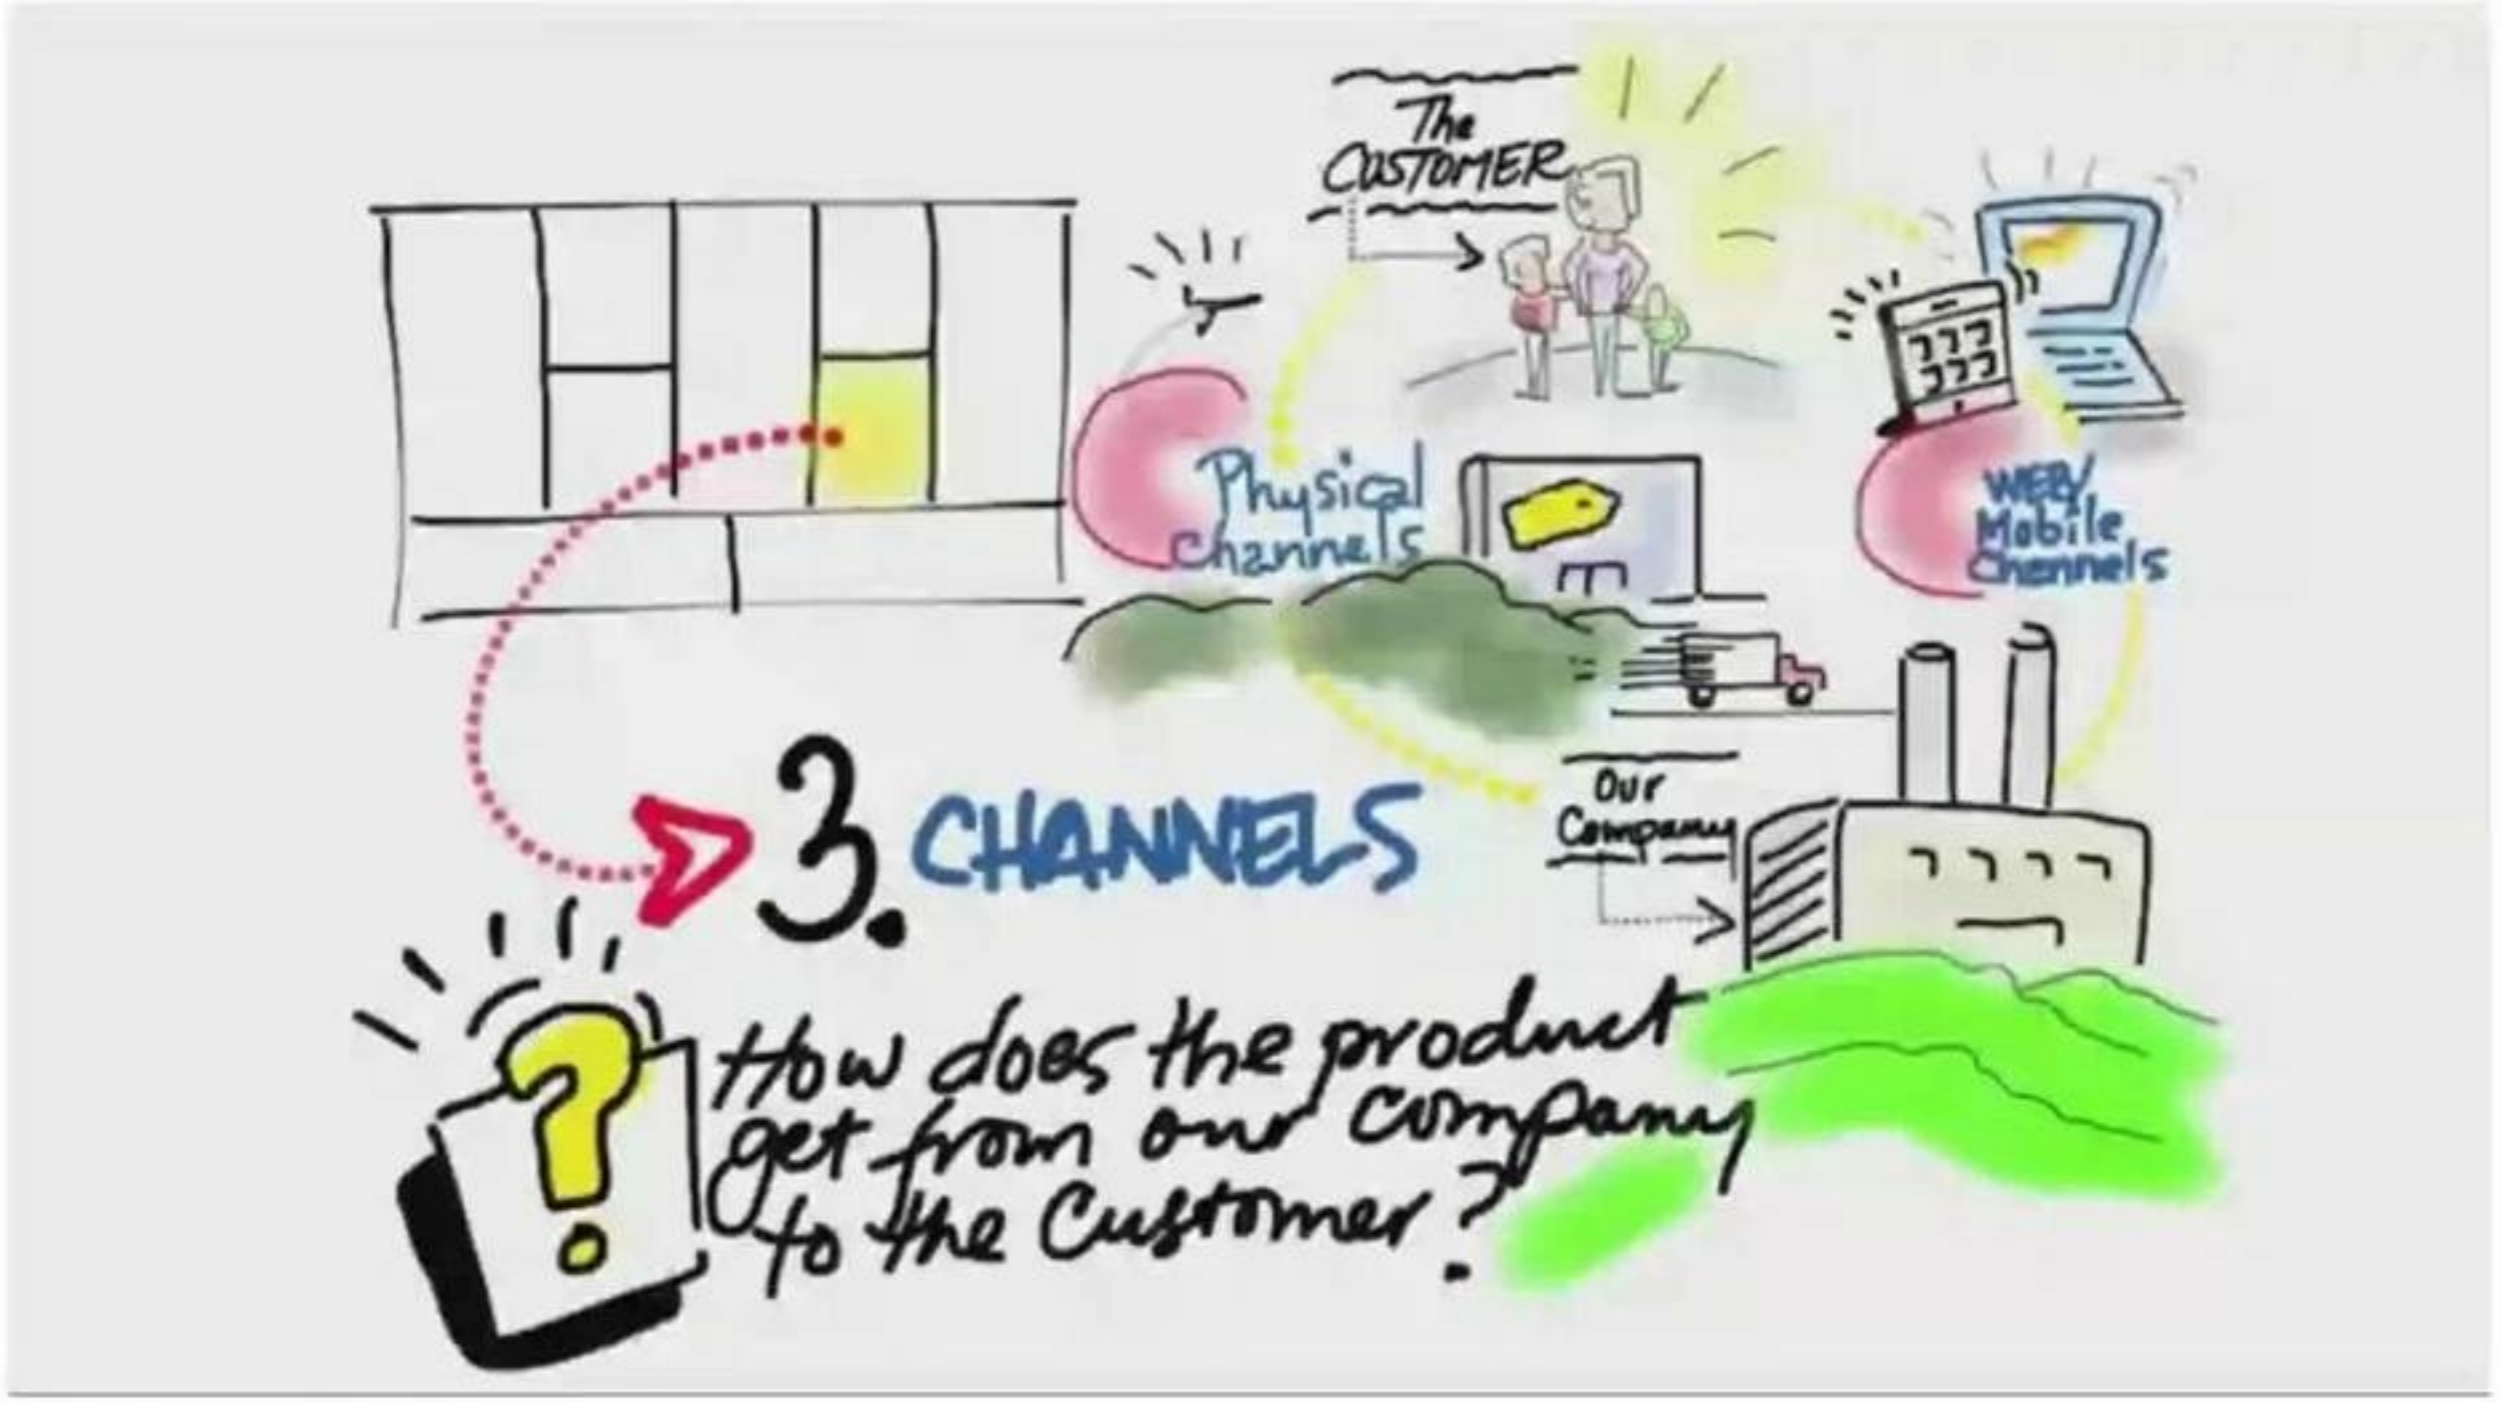 The
CUSTOMER
Physical
Channels
WEB/
Mobile
Channels
3. CHANNELS
Our
Company
How does the product
get from our company
to the Customer?